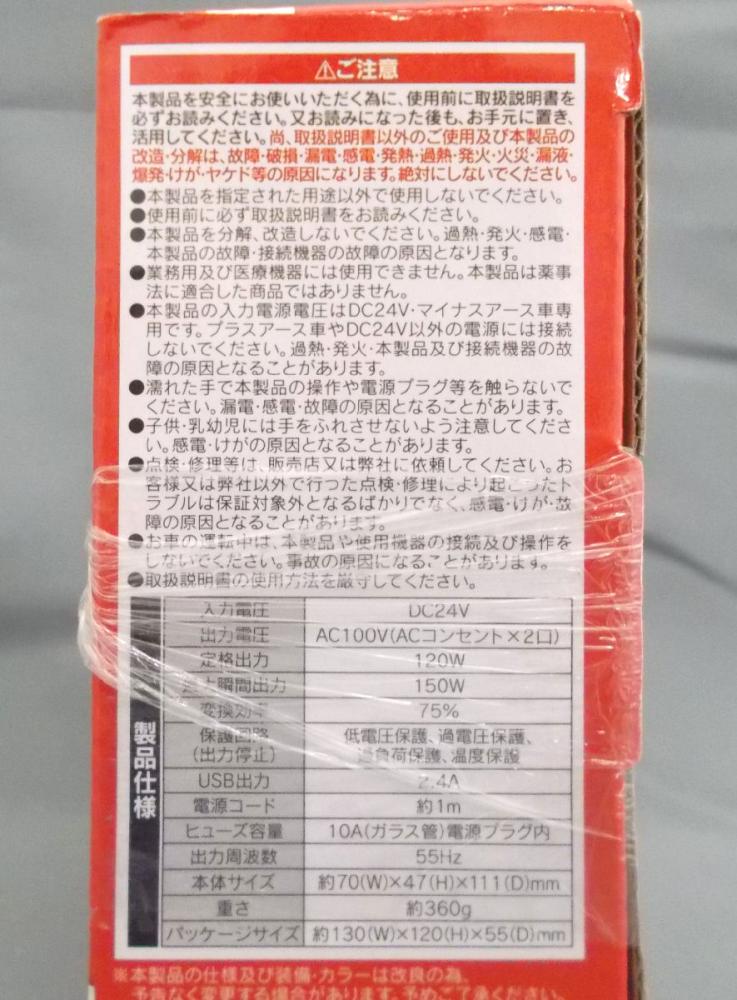 ⚠ご注意
本製品を安全にお使いいただく為に、使用前に取扱説明書を
必ずお読みください。又お読みになった後も、お手元に置き、
活用してください。尚、取扱説明書以外のご使用及び本製品の
改造・分解は、故障・破損・漏電・感電・発熱・過熱・発火・火災・漏液・
爆発・けが・ヤケド等の原因になります。絶対にしないでください。
●本製品を指定された用途以外で使用しないでください。
●使用前に必ず取扱説明書をお読みください。
●本製品を分解、改造しないでください。過熱・発火・感電・
本製品の故障・接続機器の故障の原因となります。
●業務用及び医療機器には使用できません。本製品は薬事
法に適合した商品ではありません。
●本製品の入力電源電圧はDC24V・マイナスアース車専
用です。プラスアース車やDC24V以外の電源には接続
しないでください。過熱・発火・本製品及び接続機器の故
障の原因となることがあります。
●濡れた手で本製品の操作や電源プラグ等を触らないで
ください。漏電・感電・故障の原因となることがあります。
●子供・乳幼児には手をふれさせないよう注意してくださ
い。感電・けがの原因となることがあります。
●点検・修理等は、販売店又は弊社に依頼してください。お
客様又は弊社以外で行った点検・修理により起こったト
ラブルは保証対象外となるばかりでなく、感電・けが・故
障の原因となることがあります。
●お車の運転中は、本製品や使用機器の接続及び操作を
しないでください。事故の原因になることがあります。
●取扱説明書の使用方法を厳守してください。
製品仕様
入力電圧 DC24V
出力電圧 AC100V(ACコンセント×2口)
定格出力 120W
最大瞬間出力 150W
変換効率 75%
保護回路 低電圧保護、過電圧保護、
(出力停止) 過負荷保護、温度保護
USB出力 2.4A
電源コード 約1m
ヒューズ容量 10A(ガラス管)電源プラグ内
出力周波数 55Hz
本体サイズ 約70(W)×47(H)×111(D)mm
重さ 約360g
パッケージサイズ 約130(W)×120(H)×55(D)mm
※本製品の仕様及び装備・カラーは改良の為、
予告なく変更する場合があります。予めご了承ください。